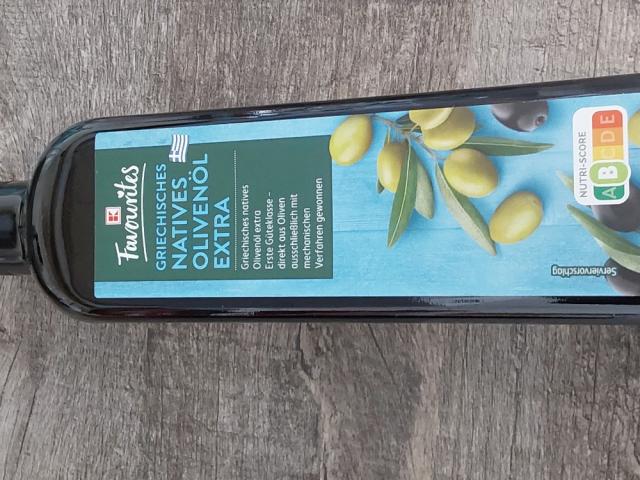 K
Favourites
GRIECHISCHES
NATIVES
OLIVENÖL
EXTRA
Griechisches natives
Olivenöl extra
Erste Güteklasse –
direkt aus Oliven
ausschließlich mit
mechanischen
Verfahren gewonnen
NUTRI-SCORE
A B C D E
Serviervorschlag